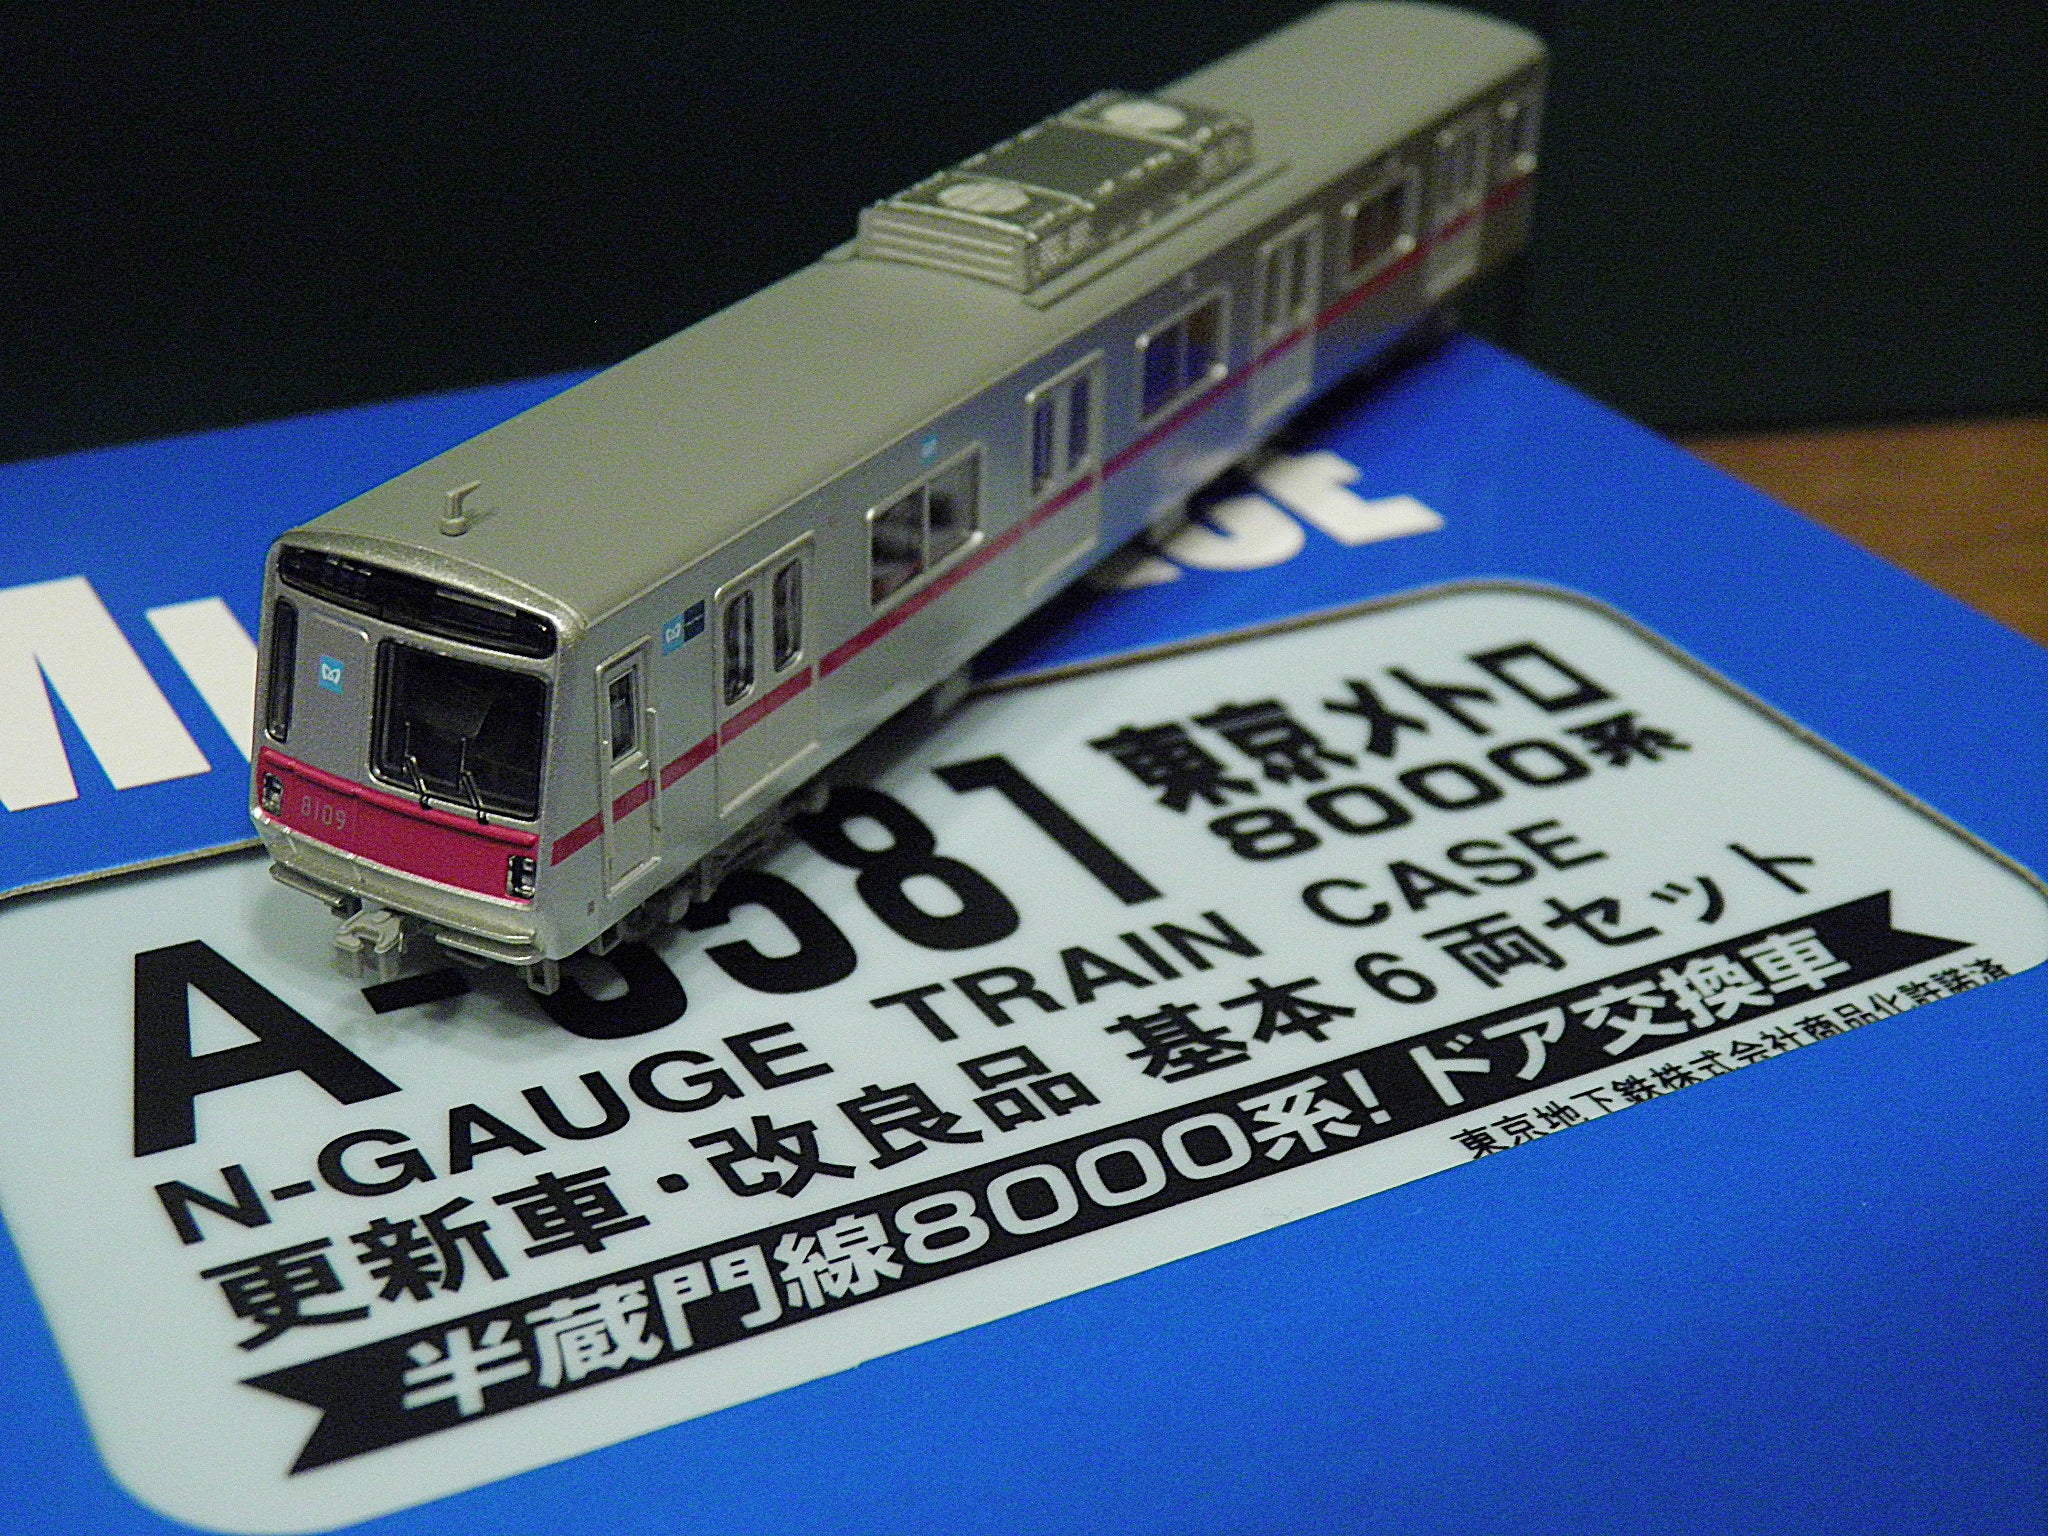 8109
東京メトロ
8000系
N-GAUGE TRAIN CASE
更新車・改良品 基本6両セット
半蔵門線8000系!ドア交換車
東京地下鉄株式会社商品化許諾済